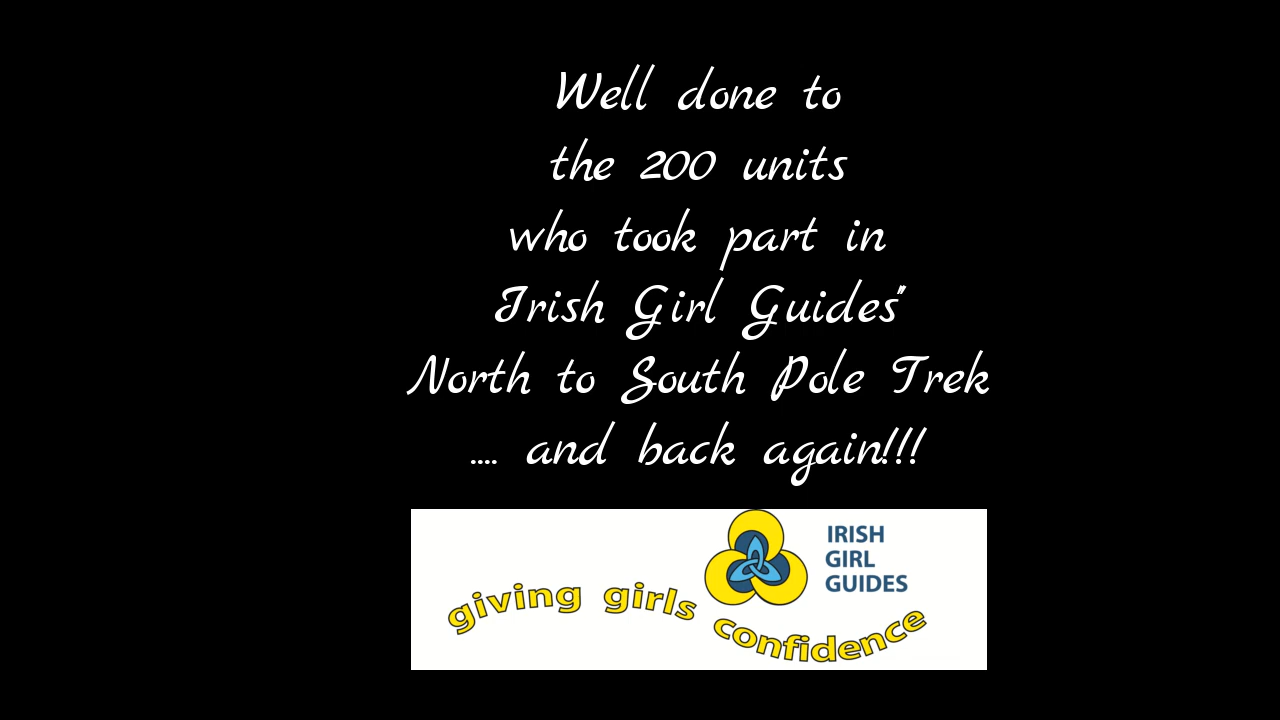 Well done to
the 200 units
who took part in
Irish Girl Guides"
North to South Pole Trek
.... and back again!!!
IRISH
GIRL
GUIDES
giving girls
confidence